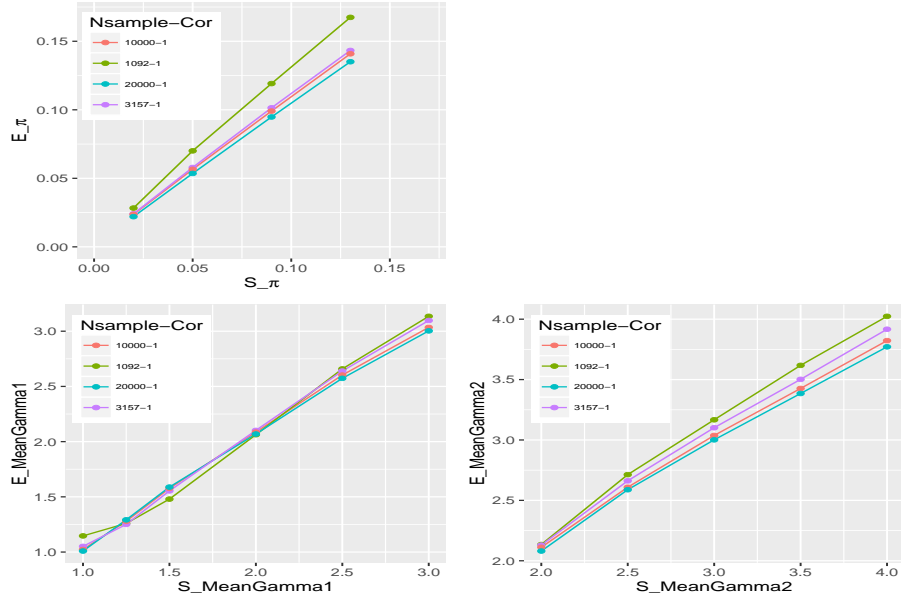 Nsample-Cor
10000-1
1092-1
20000-1
3157-1
0.15
0.10
0.05
0.00
E_π
0.00 0.05 0.10 0.15
S_π
Nsample-Cor
10000-1
1092-1
20000-1
3157-1
3.0
2.5
2.0
1.5
1.0
E_MeanGamma1
1.0 1.5 2.0 2.5 3.0
S_MeanGamma1
Nsample-Cor
10000-1
1092-1
20000-1
3157-1
4.0
3.5
3.0
2.5
2.0
E_MeanGamma2
2.0 2.5 3.0 3.5 4.0
S_MeanGamma2